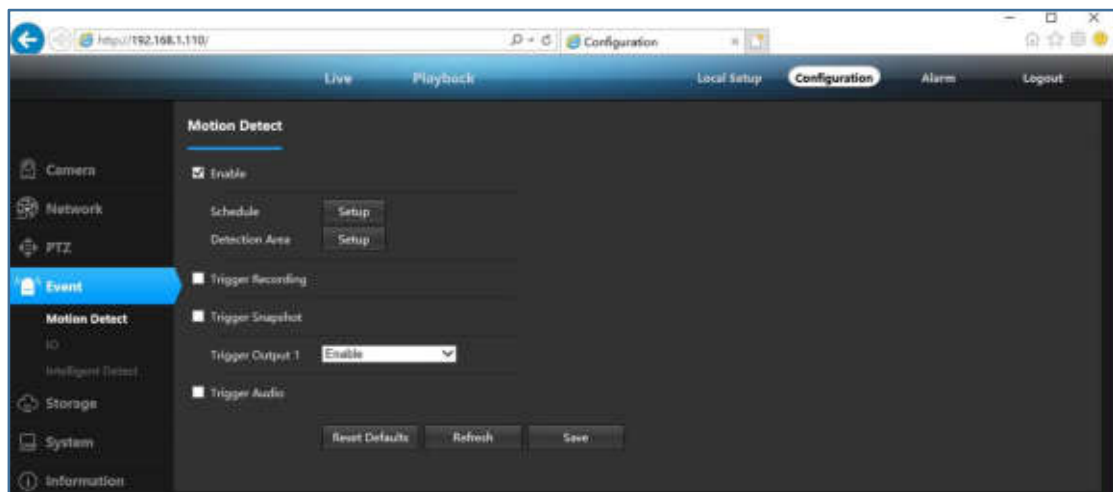 http://192.168.1.110/
Configuration
Live Playback Local Setup Configuration Alarm Logout
Motion Detect
Camera
Enable
Network
Schedule Setup
Detection Area Setup
PTZ
Trigger Recording
Event
Motion Detect
Trigger Snapshot
IO
Trigger Output 1 Enable
Intelligent Detect
Trigger Audio
Storage
Reset Defaults Refresh Save
System
Information